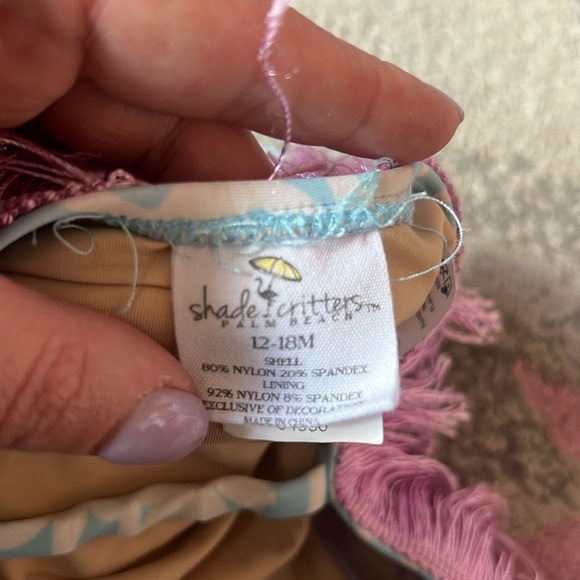 shade critters™
PALM BEACH
12-18M
SHELL
80% NYLON 20% SPANDEX
LINING
92% NYLON 8% SPANDEX
EXCLUSIVE OF DECORATION
MADE IN CHINA